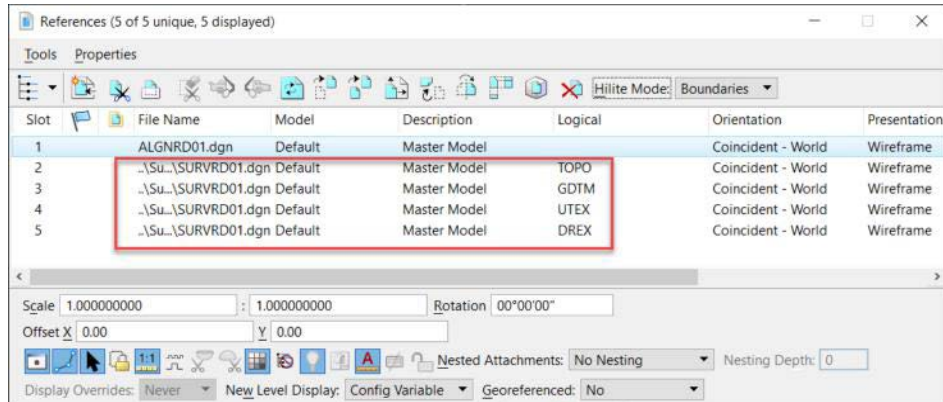 References (5 of 5 unique, 5 displayed)
Tools Properties
Hilite Mode: Boundaries
Slot File Name Model Description Logical Orientation Presentation
1 ALGNRD01.dgn Default Master Model Coincident - World Wireframe
2 ..\Su...\SURVRD01.dgn Default Master Model TOPO Coincident - World Wireframe
3 ..\Su...\SURVRD01.dgn Default Master Model GDTM Coincident - World Wireframe
4 ..\Su...\SURVRD01.dgn Default Master Model UTEX Coincident - World Wireframe
5 ..\Su...\SURVRD01.dgn Default Master Model DREX Coincident - World Wireframe
Scale 1.000000000 : 1.000000000 Rotation 00°00'00"
Offset X 0.00 Y 0.00
1:1 A Nested Attachments: No Nesting Nesting Depth: 0
Display Overrides: Never New Level Display: Config Variable Georeferenced: No